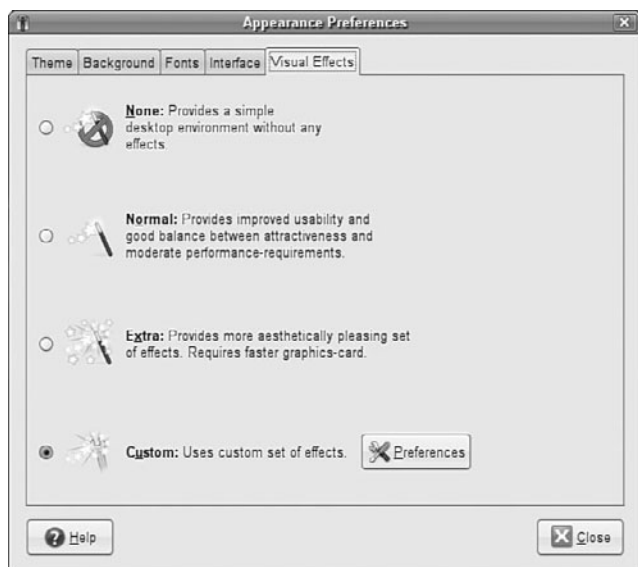 Appearance Preferences
Theme
Background
Fonts
Interface
Visual Effects
None: Provides a simple
desktop environment without any
effects.
Normal: Provides improved usability and
good balance between attractiveness and
moderate performance-requirements.
Extra: Provides more aesthetically pleasing set
of effects. Requires faster graphics-card.
Custom: Uses custom set of effects.
Preferences
Help
Close